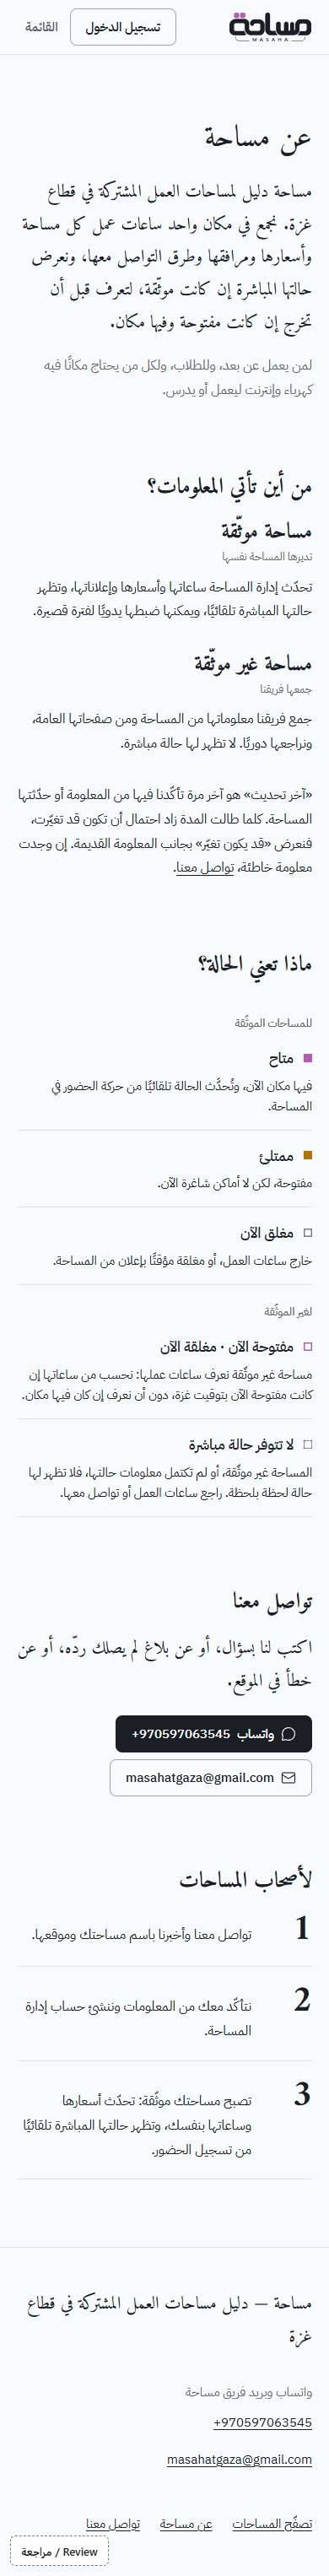 مساحة
MASAHA
تسجيل الدخول
القائمة
عن مساحة
مساحة دليل لمساحات العمل المشتركة في قطاع
غزة. نجمع في مكان واحد ساعات عمل كل مساحة
وأسعارها ومرافقها وطرق التواصل معها، ونعرض
حالتها المباشرة إن كانت موثّقة، لتعرف قبل أن
تخرج إن كانت مفتوحة وفيها مكان.
لمن يعمل عن بعد، وللطلاب، ولكل من يحتاج مكانًا فيه
كهرباء وإنترنت ليعمل أو يدرس.
من أين تأتي المعلومات؟
مساحة موثّقة
تديرها المساحة نفسها
تحدّث إدارة المساحة ساعاتها وأسعارها وإعلاناتها، وتظهر
حالتها المباشرة تلقائيًا، ويمكنها ضبطها يدويًا لفترة قصيرة.
مساحة غير موثّقة
جمعها فريقنا
جمع فريقنا معلوماتها من المساحة ومن صفحاتها العامة،
ونراجعها دوريًا. لا تظهر لها حالة مباشرة.
«آخر تحديث» هو آخر مرة تأكّدنا فيها من المعلومة أو حدّثتها
المساحة. كلما طالت المدة زاد احتمال أن تكون قد تغيّرت،
فنعرض «قد يكون تغيّر» بجانب المعلومة القديمة. إن وجدت
معلومة خاطئة، تواصل معنا.
ماذا تعني الحالة؟
للمساحات الموثّقة
متاح
فيها مكان الآن، وتُحدَّث الحالة تلقائيًا من حركة الحضور في
المساحة.
ممتلئ
مفتوحة، لكن لا أماكن شاغرة الآن.
مغلق الآن
خارج ساعات العمل، أو مغلقة مؤقتًا بإعلان من المساحة.
لغير الموثّقة
مفتوحة الآن · مغلقة الآن
مساحة غير موثّقة نعرف ساعات عملها: نحسب من ساعاتها إن
كانت مفتوحة الآن بتوقيت غزة، دون أن نعرف إن كان فيها مكان.
لا تتوفر حالة مباشرة
المساحة غير موثّقة، أو لم تكتمل معلومات حالتها، فلا تظهر لها
حالة لحظة بلحظة. راجع ساعات العمل أو تواصل معها.
تواصل معنا
اكتب لنا بسؤال، أو عن بلاغ لم يصلك ردّه، أو عن
خطأ في الموقع.
واتساب +970597063545
masahatgaza@gmail.com
لأصحاب المساحات
1 تواصل معنا وأخبرنا باسم مساحتك وموقعها.
2 نتأكّد معك من المعلومات وننشئ حساب إدارة
المساحة.
3 تصبح مساحتك موثّقة: تحدّث أسعارها
وساعاتها بنفسك، وتظهر حالتها المباشرة تلقائيًا
من تسجيل الحضور.
مساحة — دليل مساحات العمل المشتركة في قطاع
غزة
واتساب وبريد فريق مساحة
+970597063545
masahatgaza@gmail.com
تصفّح المساحات عن مساحة تواصل معنا
Review / مراجعة